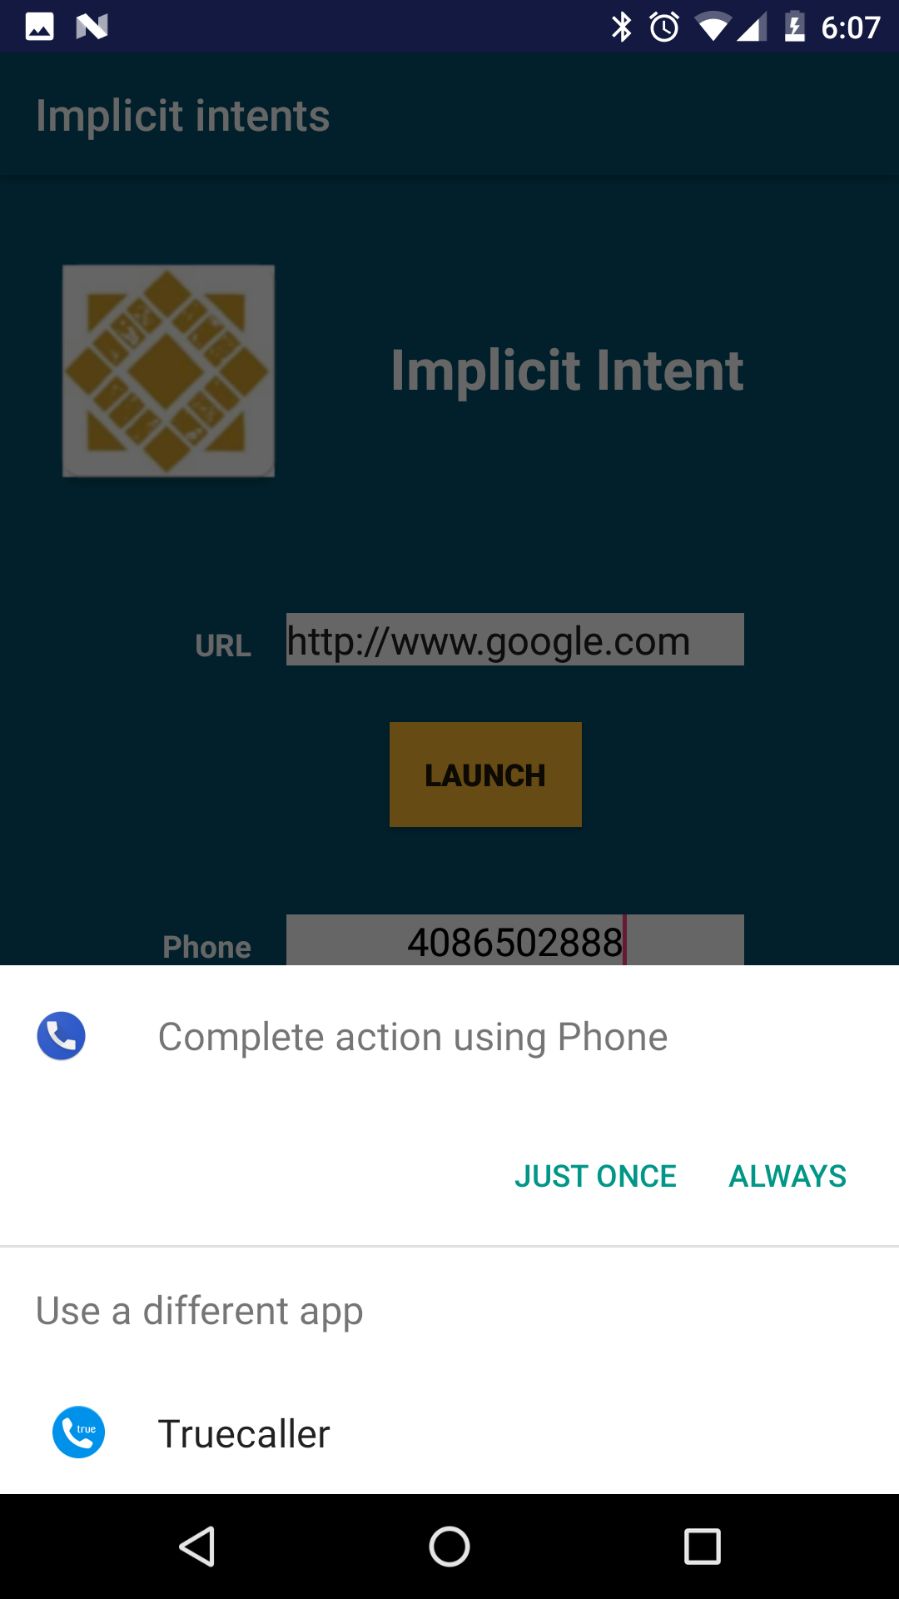 6:07
Implicit intents
Implicit Intent
URL http://www.google.com
LAUNCH
Phone 4086502888
Complete action using Phone
JUST ONCE ALWAYS
Use a different app
true Truecaller